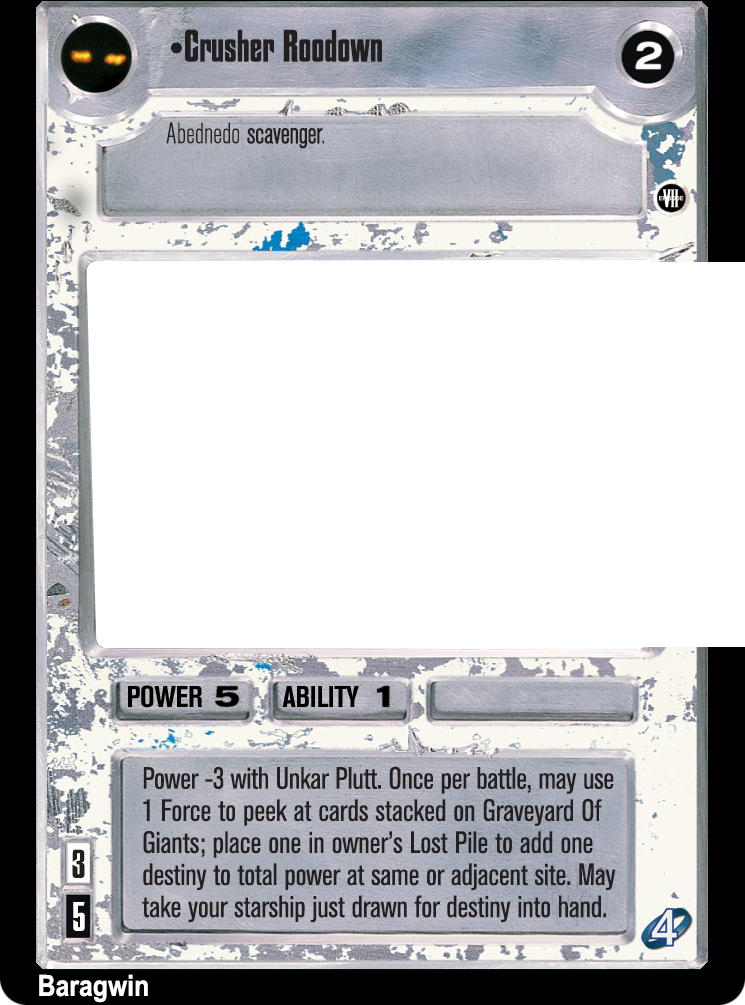 •Crusher Roodown
2
Abednedo scavenger.
EPISODE VII
POWER 5 ABILITY 1
Power -3 with Unkar Plutt. Once per battle, may use
1 Force to peek at cards stacked on Graveyard Of
Giants; place one in owner's Lost Pile to add one
destiny to total power at same or adjacent site. May
take your starship just drawn for destiny into hand.
3
5
4
Baragwin